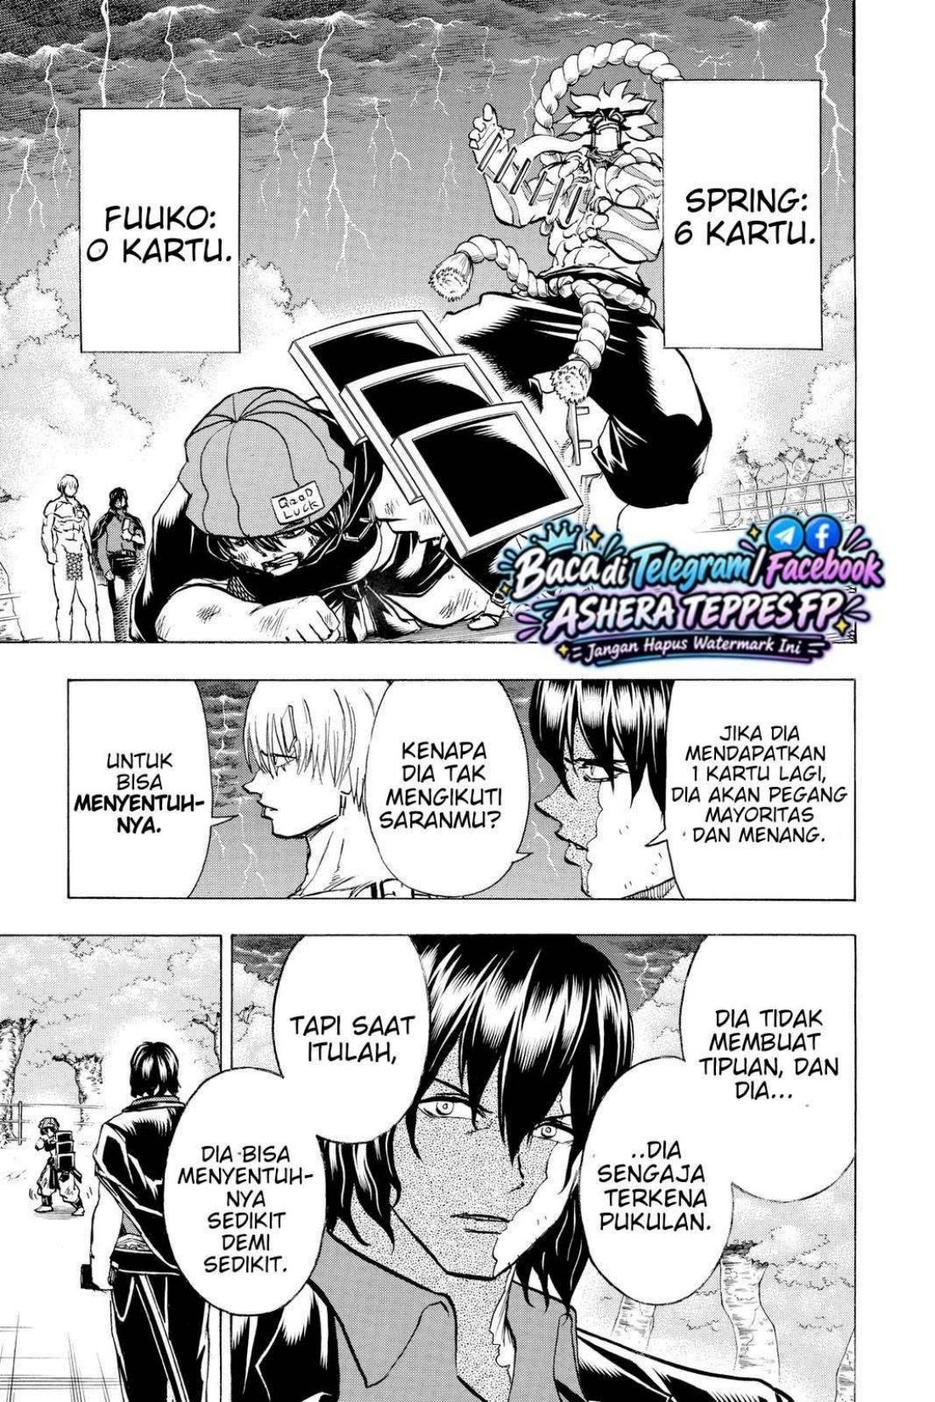 SPRING:
6 KARTU.
FUUKO:
0 KARTU.
GOOD
LUCK
Baca di Telegram/Facebook
ASHERA TEPPES FP
Jangan Hapus Watermark Ini
JIKA DIA
MENDAPATKAN
1 KARTU LAGI,
DIA AKAN PEGANG
MAYORITAS
DAN MENANG.
KENAPA
DIA TAK
MENGIKUTI
SARANMU?
UNTUK
BISA
MENYENTUH-
NYA.
DIA TIDAK
MEMBUAT
TIPUAN, DAN
DIA...
..DIA
SENGAJA
TERKENA
PUKULAN.
TAPI SAAT
ITULAH,
DIA BISA
MENYENTUH-
NYA
SEDIKIT
DEMI
SEDIKIT.